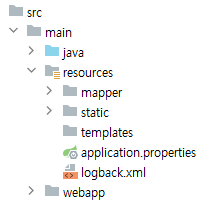 src
main
java
resources
mapper
static
templates
application.properties
logback.xml
webapp